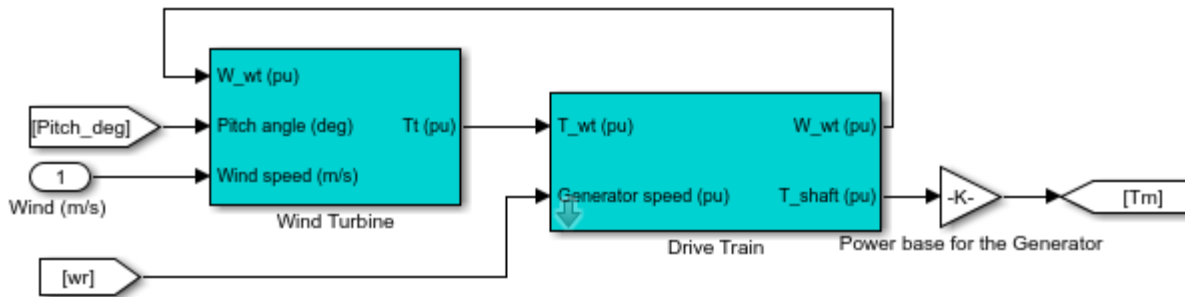 W_wt (pu)
[Pitch_deg]
Pitch angle (deg)
Tt (pu)
1
Wind speed (m/s)
Wind (m/s)
Wind Turbine
T_wt (pu)
W_wt (pu)
Generator speed (pu)
T_shaft (pu)
Drive Train
-K-
Power base for the Generator
[Tm]
[wr]